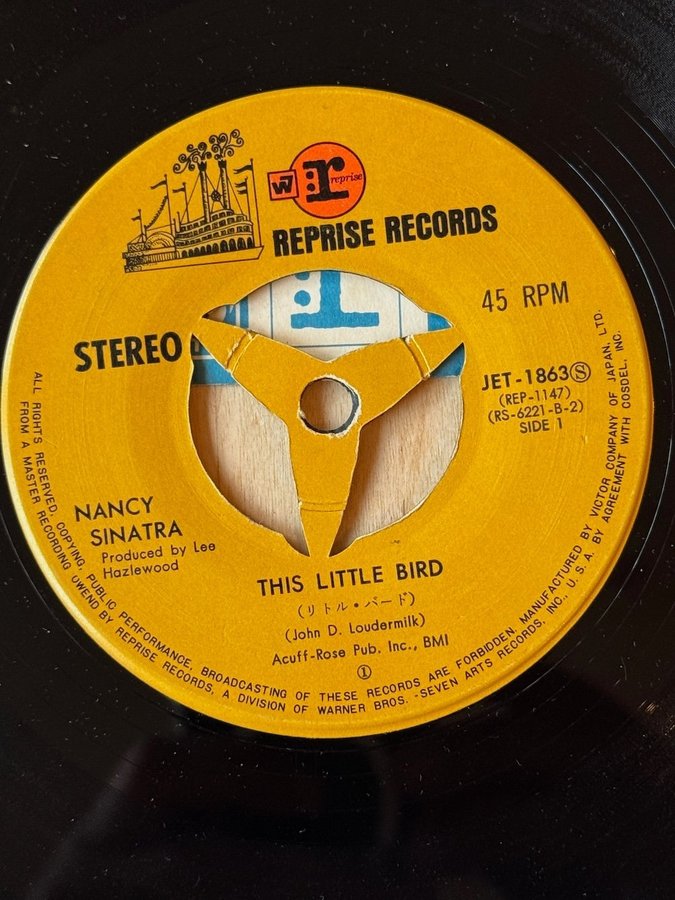 W7
r:
reprise
REPRISE RECORDS
45 RPM
STEREO
JET-1863Ⓢ
(REP-1147)
(RS-6221-B-2)
SIDE 1
NANCY
SINATRA
Produced by Lee
Hazlewood
THIS LITTLE BIRD
(リトル・バード)
(John D. Loudermilk)
Acuff-Rose Pub. Inc., BMI
①
ALL RIGHTS RESERVED, COPYING, PUBLIC PERFORMANCE, BROADCASTING OF THESE RECORDS ARE FORBIDDEN. MANUFACTURED BY VICTOR COMPANY OF JAPAN, LTD.
FROM A MASTER RECORDING OWEND BY REPRISE RECORDS, A DIVISION OF WARNER BROS. -SEVEN ARTS RECORDS, INC., U. S. A. BY AGREEMENT WITH COSDEL, INC.